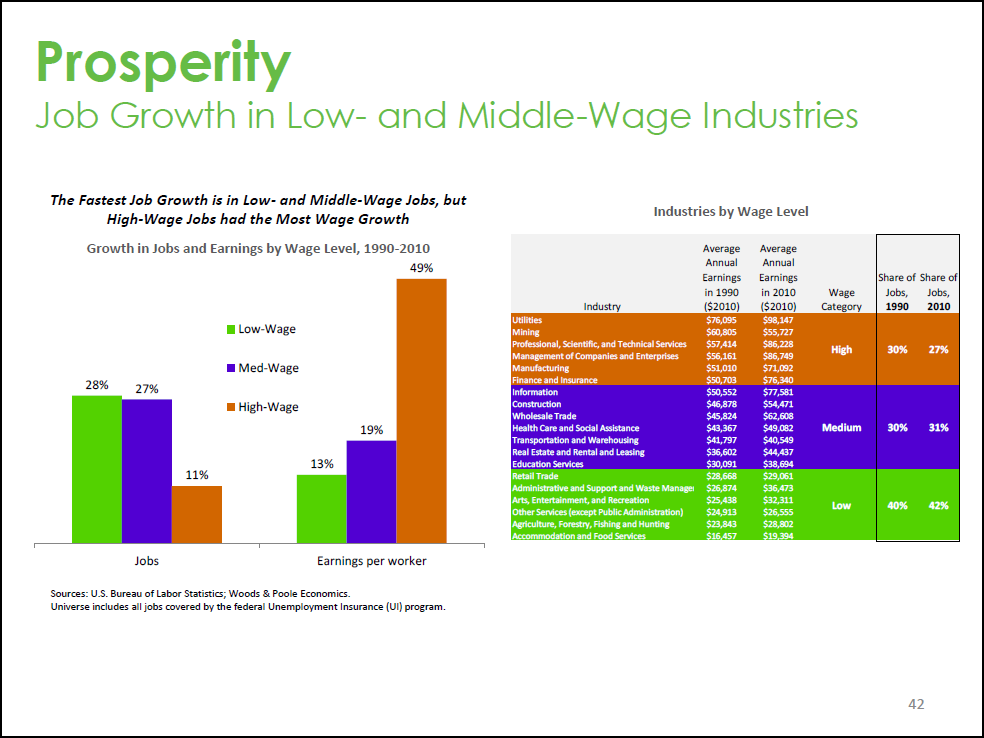 Prosperity
Job Growth in Low- and Middle-Wage Industries
The Fastest Job Growth is in Low- and Middle-Wage Jobs, but
High-Wage Jobs had the Most Wage Growth
Growth in Jobs and Earnings by Wage Level, 1990-2010
49%
Low-Wage
Med-Wage
High-Wage
28%
27%
11%
13%
19%
Jobs
Earnings per worker
Sources: U.S. Bureau of Labor Statistics; Woods & Poole Economics.
Universe includes all jobs covered by the federal Unemployment Insurance (UI) program.
Industries by Wage Level
Industry
Average
Annual
Earnings
in 1990
($2010)
Average
Annual
Earnings
in 2010
($2010)
Wage
Category
Share of
Jobs,
1990
Share of
Jobs,
2010
Utilities $76,095 $98,147
Mining $60,805 $55,727
Professional, Scientific, and Technical Services $57,414 $86,228
Management of Companies and Enterprises $56,161 $86,749
Manufacturing $51,010 $71,092
Finance and Insurance $50,703 $76,340
High 30% 27%
Information $50,552 $77,581
Construction $46,878 $54,471
Wholesale Trade $45,824 $62,608
Health Care and Social Assistance $43,367 $49,082
Transportation and Warehousing $41,797 $40,549
Real Estate and Rental and Leasing $36,602 $44,437
Education Services $30,091 $38,694
Medium 30% 31%
Retail Trade $28,668 $29,061
Administrative and Support and Waste Manager $26,874 $36,473
Arts, Entertainment, and Recreation $25,438 $32,311
Other Services (except Public Administration) $24,913 $26,555
Agriculture, Forestry, Fishing and Hunting $23,843 $28,802
Accommodation and Food Services $16,457 $19,394
Low 40% 42%
42